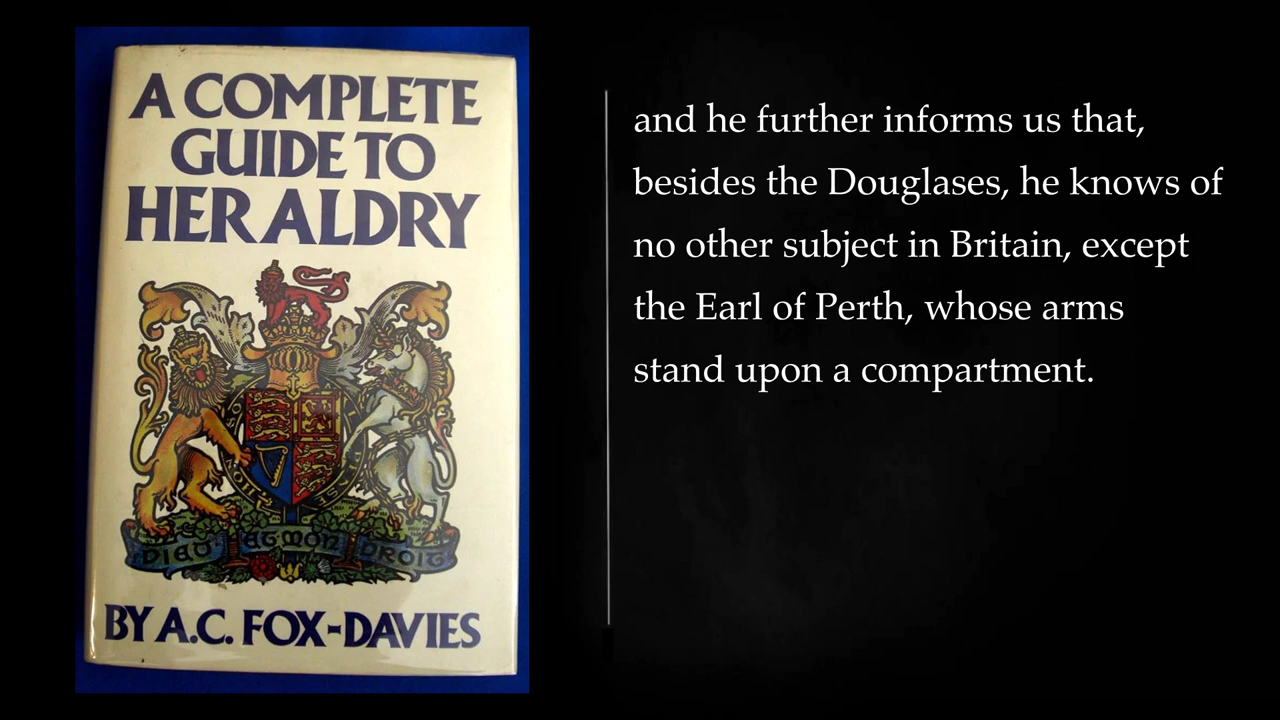 A COMPLETE
GUIDE TO
HERALDRY
DIEU ET MON DROIT
BY A.C. FOX-DAVIES
and he further informs us that,
besides the Douglases, he knows of
no other subject in Britain, except
the Earl of Perth, whose arms
stand upon a compartment.